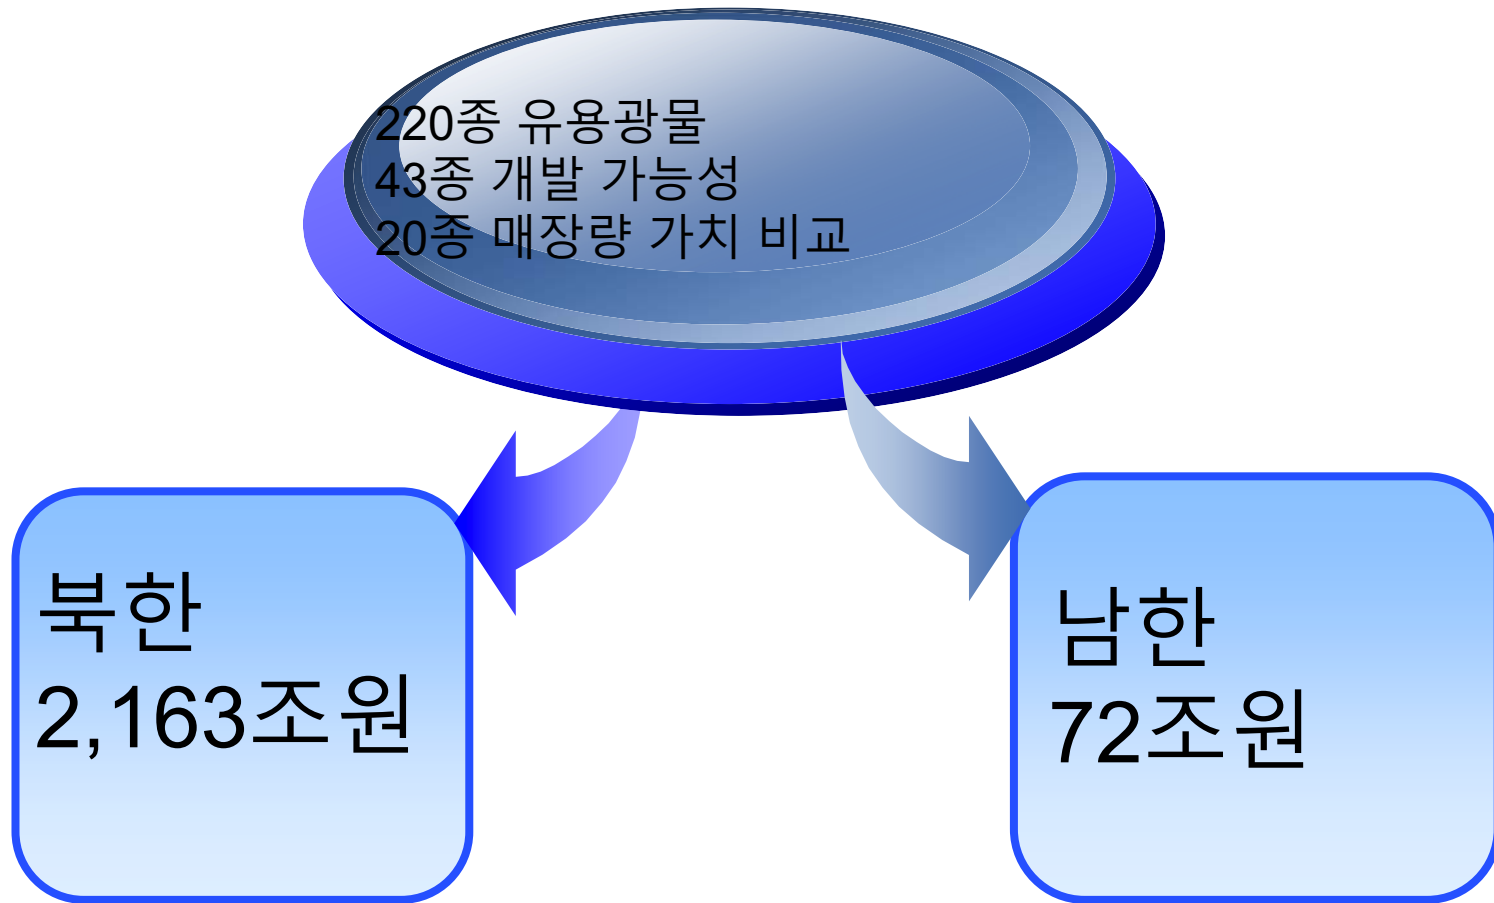 220종 유용광물
43종 개발 가능성
20종 매장량 가치 비교
북한
2,163조원
남한
72조원